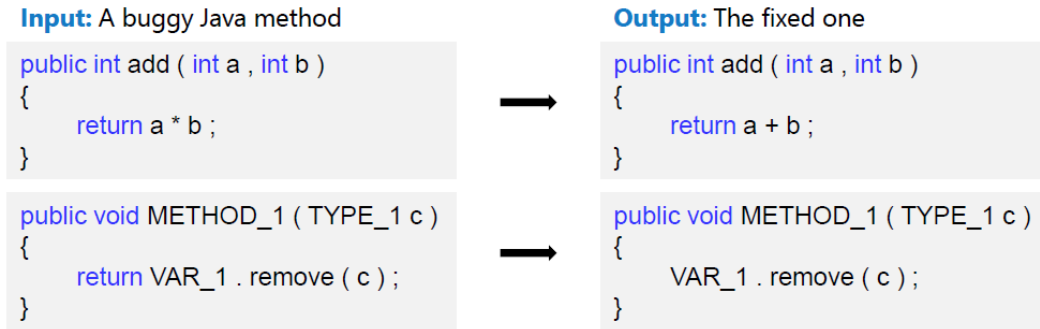 Input: A buggy Java method
public int add ( int a , int b )
{
return a * b ;
}
public void METHOD_1 ( TYPE_1 c )
{
return VAR_1 . remove ( c ) ;
}
Output: The fixed one
public int add ( int a , int b )
{
return a + b ;
}
public void METHOD_1 ( TYPE_1 c )
{
VAR_1 . remove ( c ) ;
}